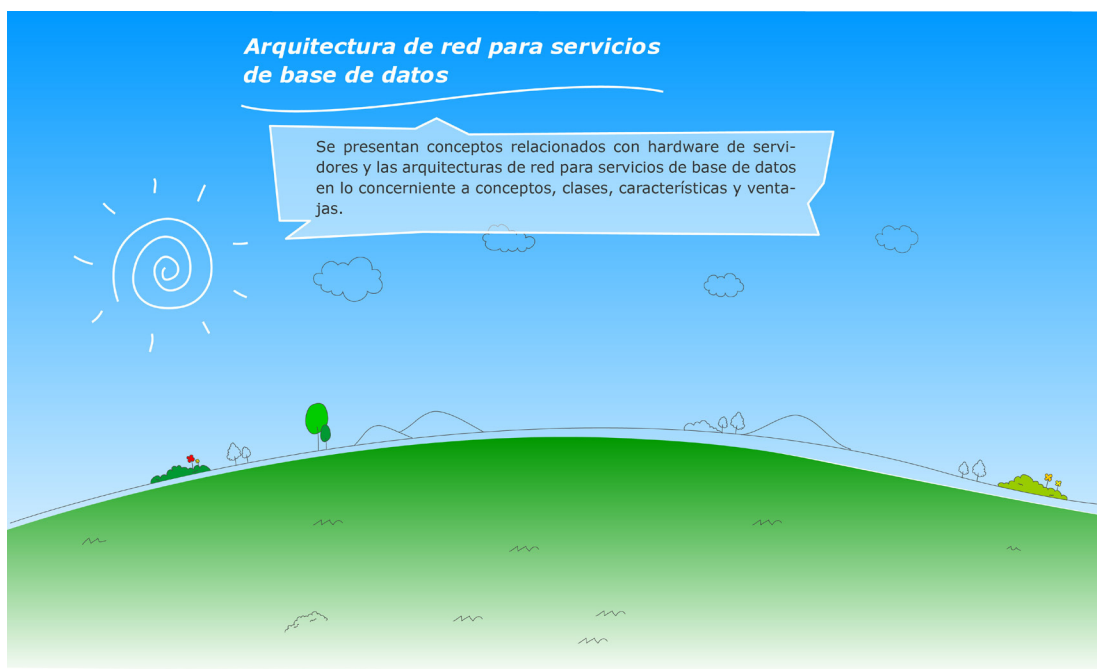 Arquitectura de red para servicios
de base de datos
Se presentan conceptos relacionados con hardware de servi-
dores y las arquitecturas de red para servicios de base de datos
en lo concerniente a conceptos, clases, características y venta-
jas.